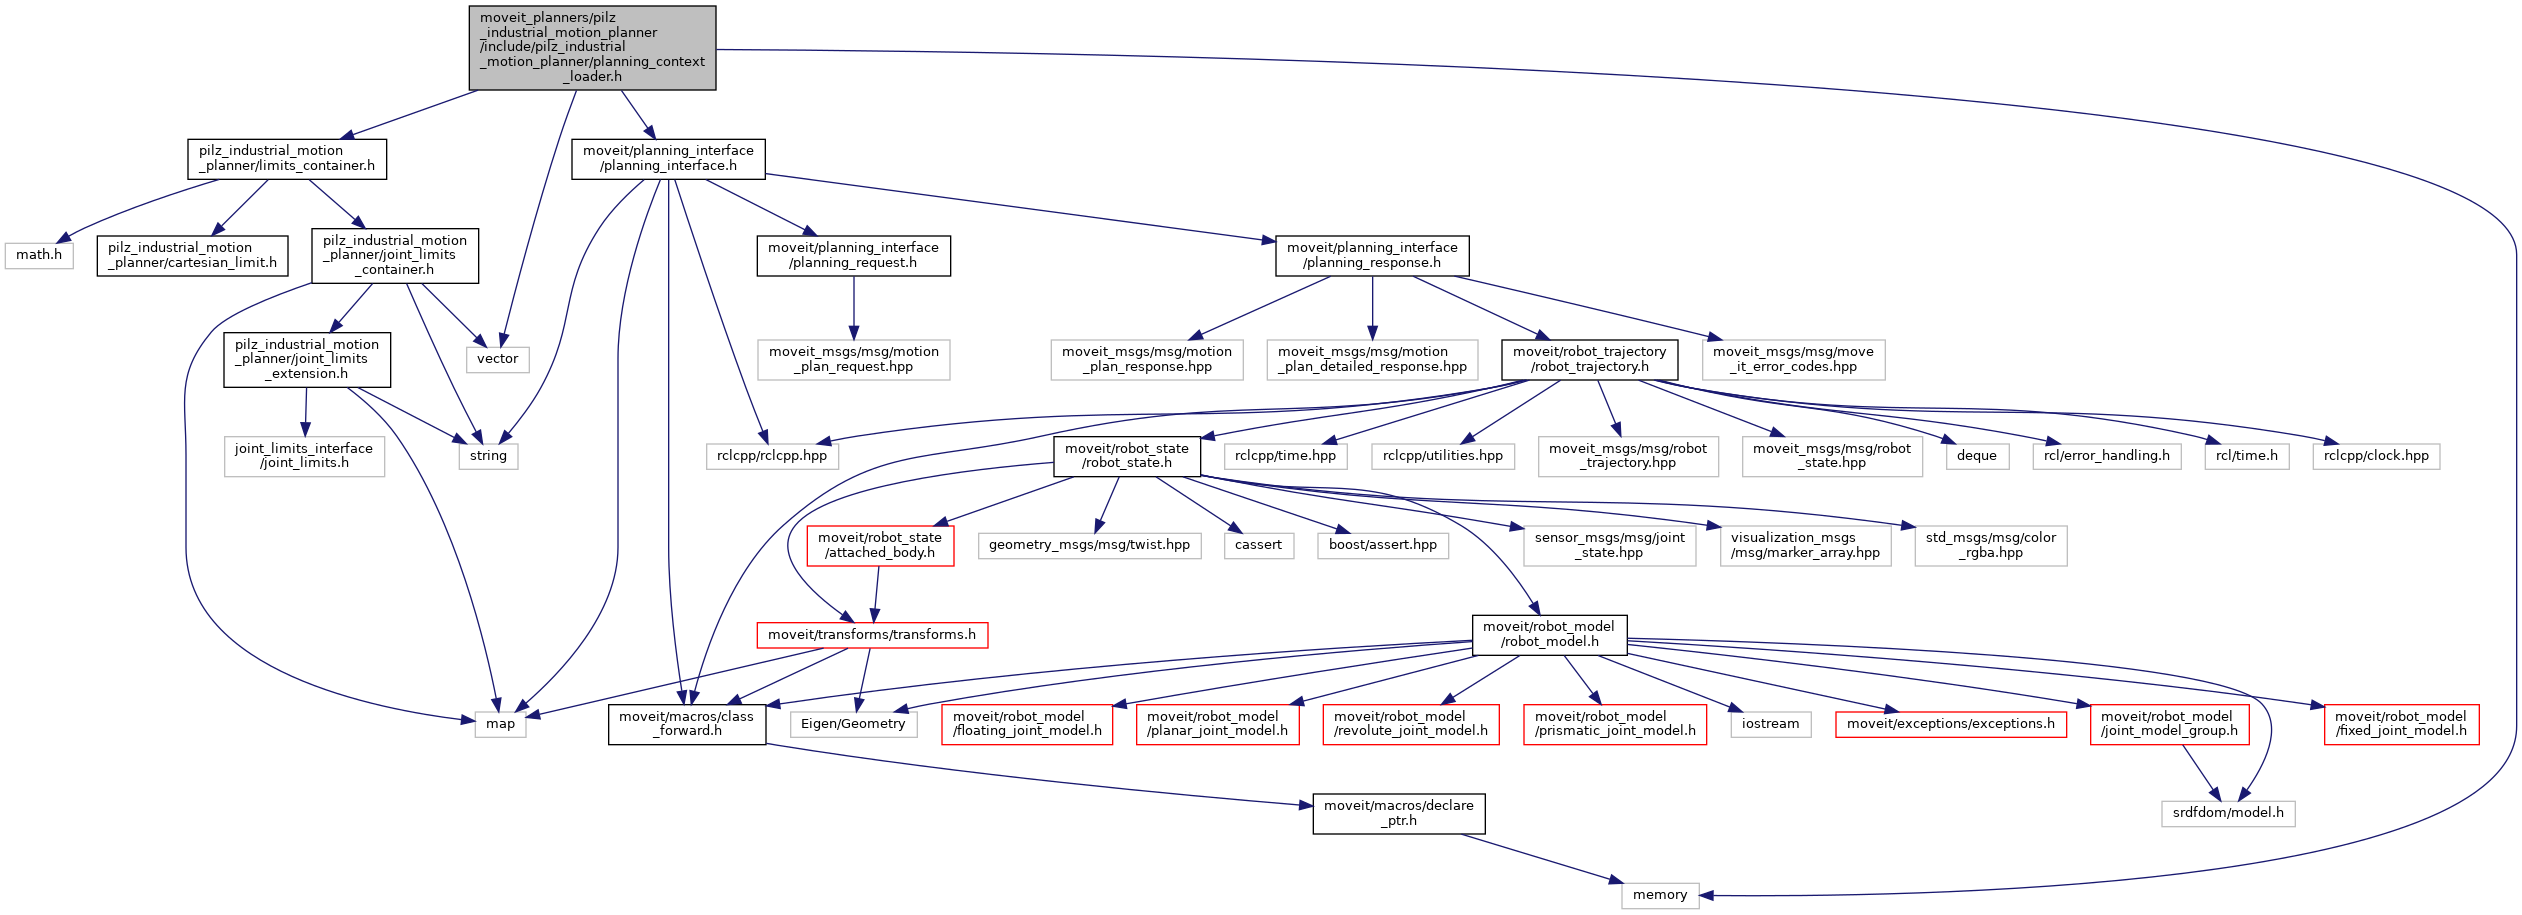 moveit_planners/pilz
_industrial_motion_planner
/include/pilz_industrial
_motion_planner/planning_context
_loader.h
pilz_industrial_motion
_planner/limits_container.h
moveit/planning_interface
/planning_interface.h
math.h
pilz_industrial_motion
_planner/cartesian_limit.h
pilz_industrial_motion
_planner/joint_limits
_container.h
moveit/planning_interface
/planning_request.h
moveit/planning_interface
/planning_response.h
pilz_industrial_motion
_planner/joint_limits
_extension.h
vector
moveit_msgs/msg/motion
_plan_request.hpp
moveit_msgs/msg/motion
_plan_response.hpp
moveit_msgs/msg/motion
_plan_detailed_response.hpp
moveit/robot_trajectory
/robot_trajectory.h
moveit_msgs/msg/move
_it_error_codes.hpp
joint_limits_interface
/joint_limits.h
string
rclcpp/rclcpp.hpp
moveit/robot_state
/robot_state.h
rclcpp/time.hpp
rclcpp/utilities.hpp
moveit_msgs/msg/robot
_trajectory.hpp
moveit_msgs/msg/robot
_state.hpp
deque
rcl/error_handling.h
rcl/time.h
rclcpp/clock.hpp
moveit/robot_state
/attached_body.h
geometry_msgs/msg/twist.hpp
cassert
boost/assert.hpp
sensor_msgs/msg/joint
_state.hpp
visualization_msgs
/msg/marker_array.hpp
std_msgs/msg/color
_rgba.hpp
moveit/transforms/transforms.h
moveit/robot_model
/robot_model.h
map
moveit/macros/class
_forward.h
Eigen/Geometry
moveit/robot_model
/floating_joint_model.h
moveit/robot_model
/planar_joint_model.h
moveit/robot_model
/revolute_joint_model.h
moveit/robot_model
/prismatic_joint_model.h
iostream
moveit/exceptions/exceptions.h
moveit/robot_model
/joint_model_group.h
moveit/robot_model
/fixed_joint_model.h
moveit/macros/declare
_ptr.h
srdfdom/model.h
memory